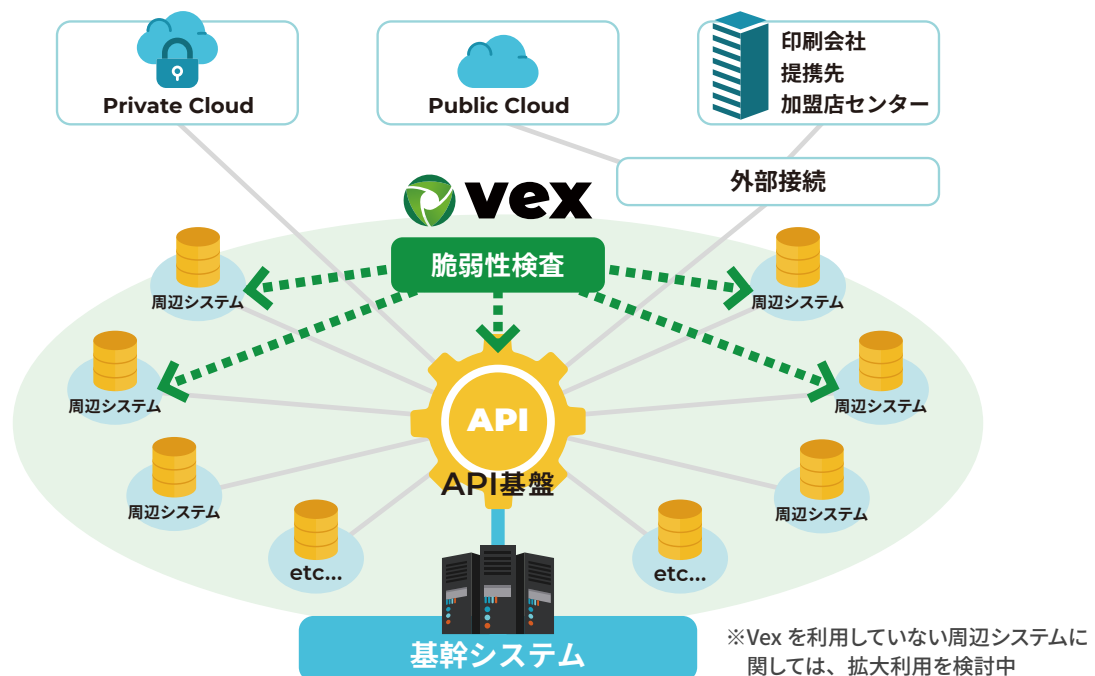 Private Cloud
Public Cloud
印刷会社
提携先
加盟店センター
外部接続
vex
脆弱性検査
周辺システム
周辺システム
周辺システム
周辺システム
API
API基盤
周辺システム
周辺システム
etc...
etc...
基幹システム
※Vex を利用していない周辺システムに
関しては、拡大利用を検討中